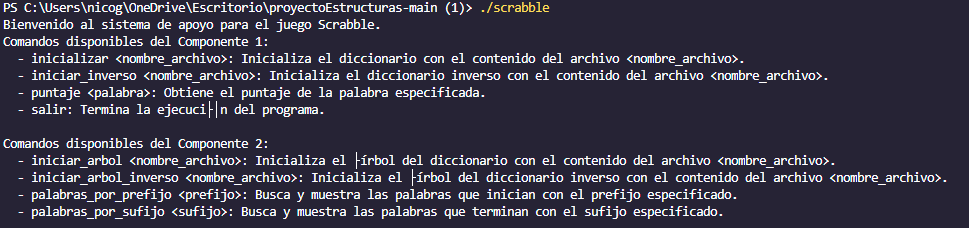 PS C:\Users\nicog\OneDrive\Escritorio\proyectoEstructuras-main (1)> ./scrabble
Bienvenido al sistema de apoyo para el juego Scrabble.
Comandos disponibles del Componente 1:
- inicializar <nombre_archivo>: Inicializa el diccionario con el contenido del archivo <nombre_archivo>.
- iniciar_inverso <nombre_archivo>: Inicializa el diccionario inverso con el contenido del archivo <nombre_archivo>.
- puntaje <palabra>: Obtiene el puntaje de la palabra especificada.
- salir: Termina la ejecuci├│n del programa.
Comandos disponibles del Componente 2:
- iniciar_arbol <nombre_archivo>: Inicializa el ├írbol del diccionario con el contenido del archivo <nombre_archivo>.
- iniciar_arbol_inverso <nombre_archivo>: Inicializa el ├írbol del diccionario inverso con el contenido del archivo <nombre_archivo>.
- palabras_por_prefijo <prefijo>: Busca y muestra las palabras que inician con el prefijo especificado.
- palabras_por_sufijo <sufijo>: Busca y muestra las palabras que terminan con el sufijo especificado.